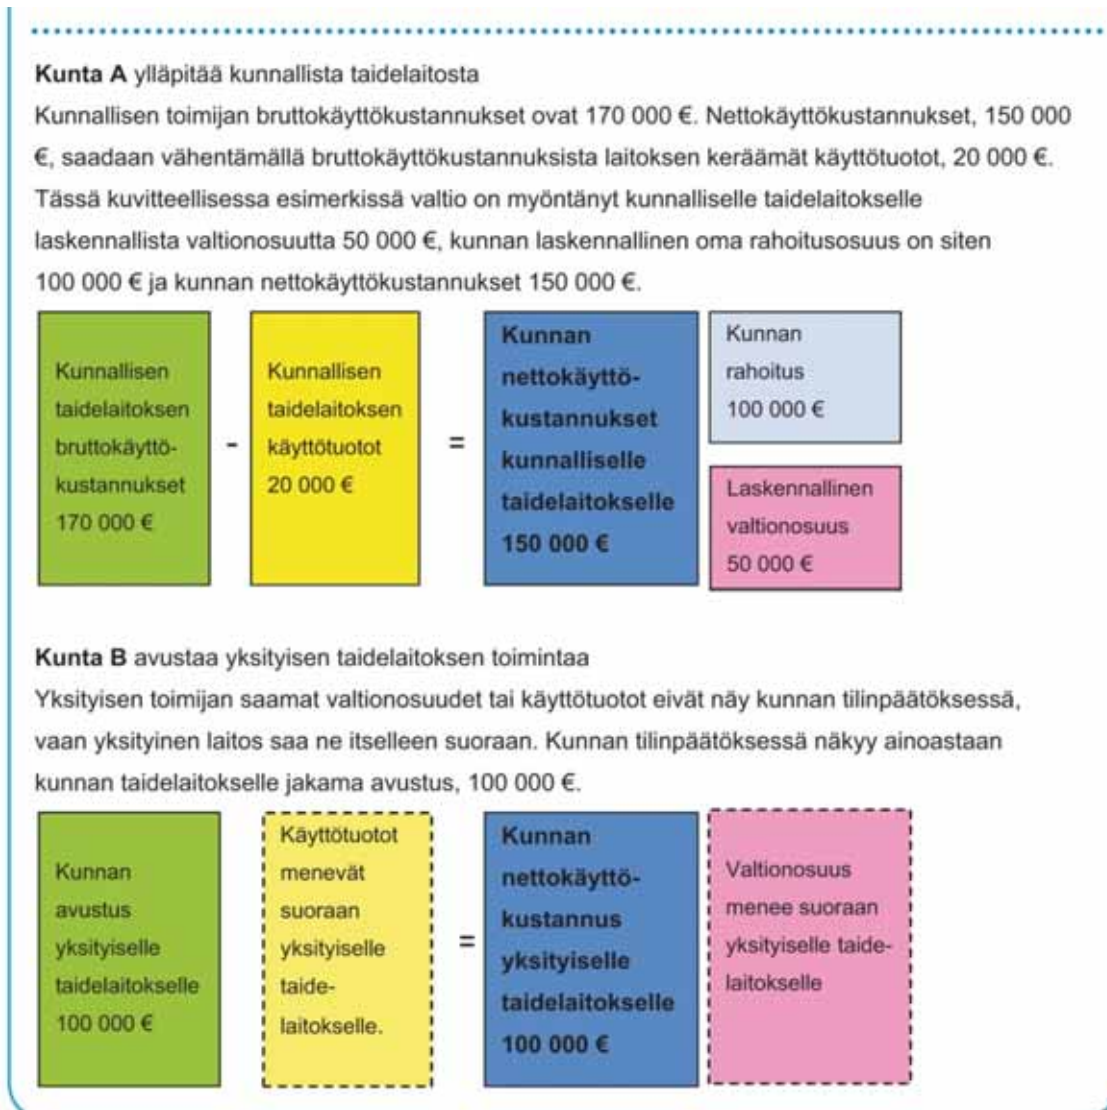 Kunta A ylläpitää kunnallista taidelaitosta
Kunnallisen toimijan bruttokäyttökustannukset ovat 170 000 €. Nettokäyttökustannukset, 150 000
€, saadaan vähentämällä bruttokäyttökustannuksista laitoksen keräämät käyttötuotot, 20 000 €.
Tässä kuvitteellisessa esimerkissä valtio on myöntänyt kunnalliselle taidelaitokselle
laskennallista valtionosuutta 50 000 €, kunnan laskennallinen oma rahoitusosuus on siten
100 000 € ja kunnan nettokäyttökustannukset 150 000 €.
Kunnallisen
taidelaitoksen
bruttokäyttö-
kustannukset
170 000 €
-
Kunnallisen
taidelaitoksen
käyttötuotot
20 000 €
=
Kunnan
nettokäyttö-
kustannukset
kunnalliselle
taidelaitokselle
150 000 €
Kunnan
rahoitus
100 000 €
Laskennallinen
valtionosuus
50 000 €
Kunta B avustaa yksityisen taidelaitoksen toimintaa
Yksityisen toimijan saamat valtionosuudet tai käyttötuotot eivät näy kunnan tilinpäätöksessä,
vaan yksityinen laitos saa ne itselleen suoraan. Kunnan tilinpäätöksessä näkyy ainoastaan
kunnan taidelaitokselle jakama avustus, 100 000 €.
Kunnan
avustus
yksityiselle
taidelaitokselle
100 000 €
Käyttötuotot
menevät
suoraan
yksityiselle
taide-
laitokselle.
=
Kunnan
nettokäyttö-
kustannus
yksityiselle
taidelaitokselle
100 000 €
Valtionosuus
menee suoraan
yksityiselle taide-
laitokselle